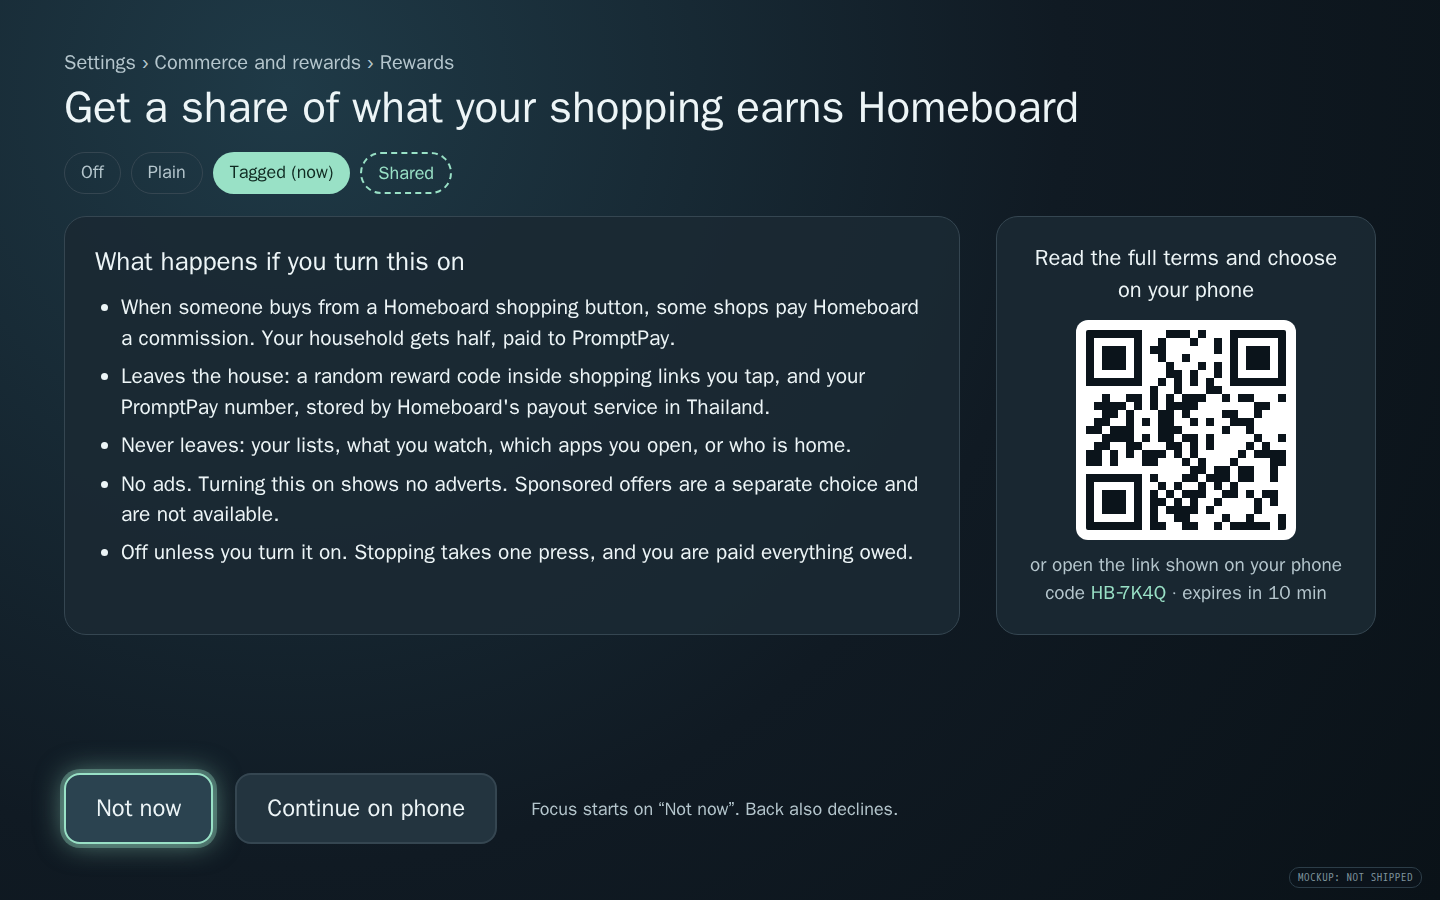 Settings › Commerce and rewards › Rewards
Get a share of what your shopping earns Homeboard
Off
Plain
Tagged (now)
Shared
What happens if you turn this on
• When someone buys from a Homeboard shopping button, some shops pay Homeboard
a commission. Your household gets half, paid to PromptPay.
• Leaves the house: a random reward code inside shopping links you tap, and your
PromptPay number, stored by Homeboard's payout service in Thailand.
• Never leaves: your lists, what you watch, which apps you open, or who is home.
• No ads. Turning this on shows no adverts. Sponsored offers are a separate choice and
are not available.
• Off unless you turn it on. Stopping takes one press, and you are paid everything owed.
Read the full terms and choose
on your phone
or open the link shown on your phone
code HB-7K4Q · expires in 10 min
Not now
Continue on phone
Focus starts on “Not now”. Back also declines.
MOCKUP: NOT SHIPPED